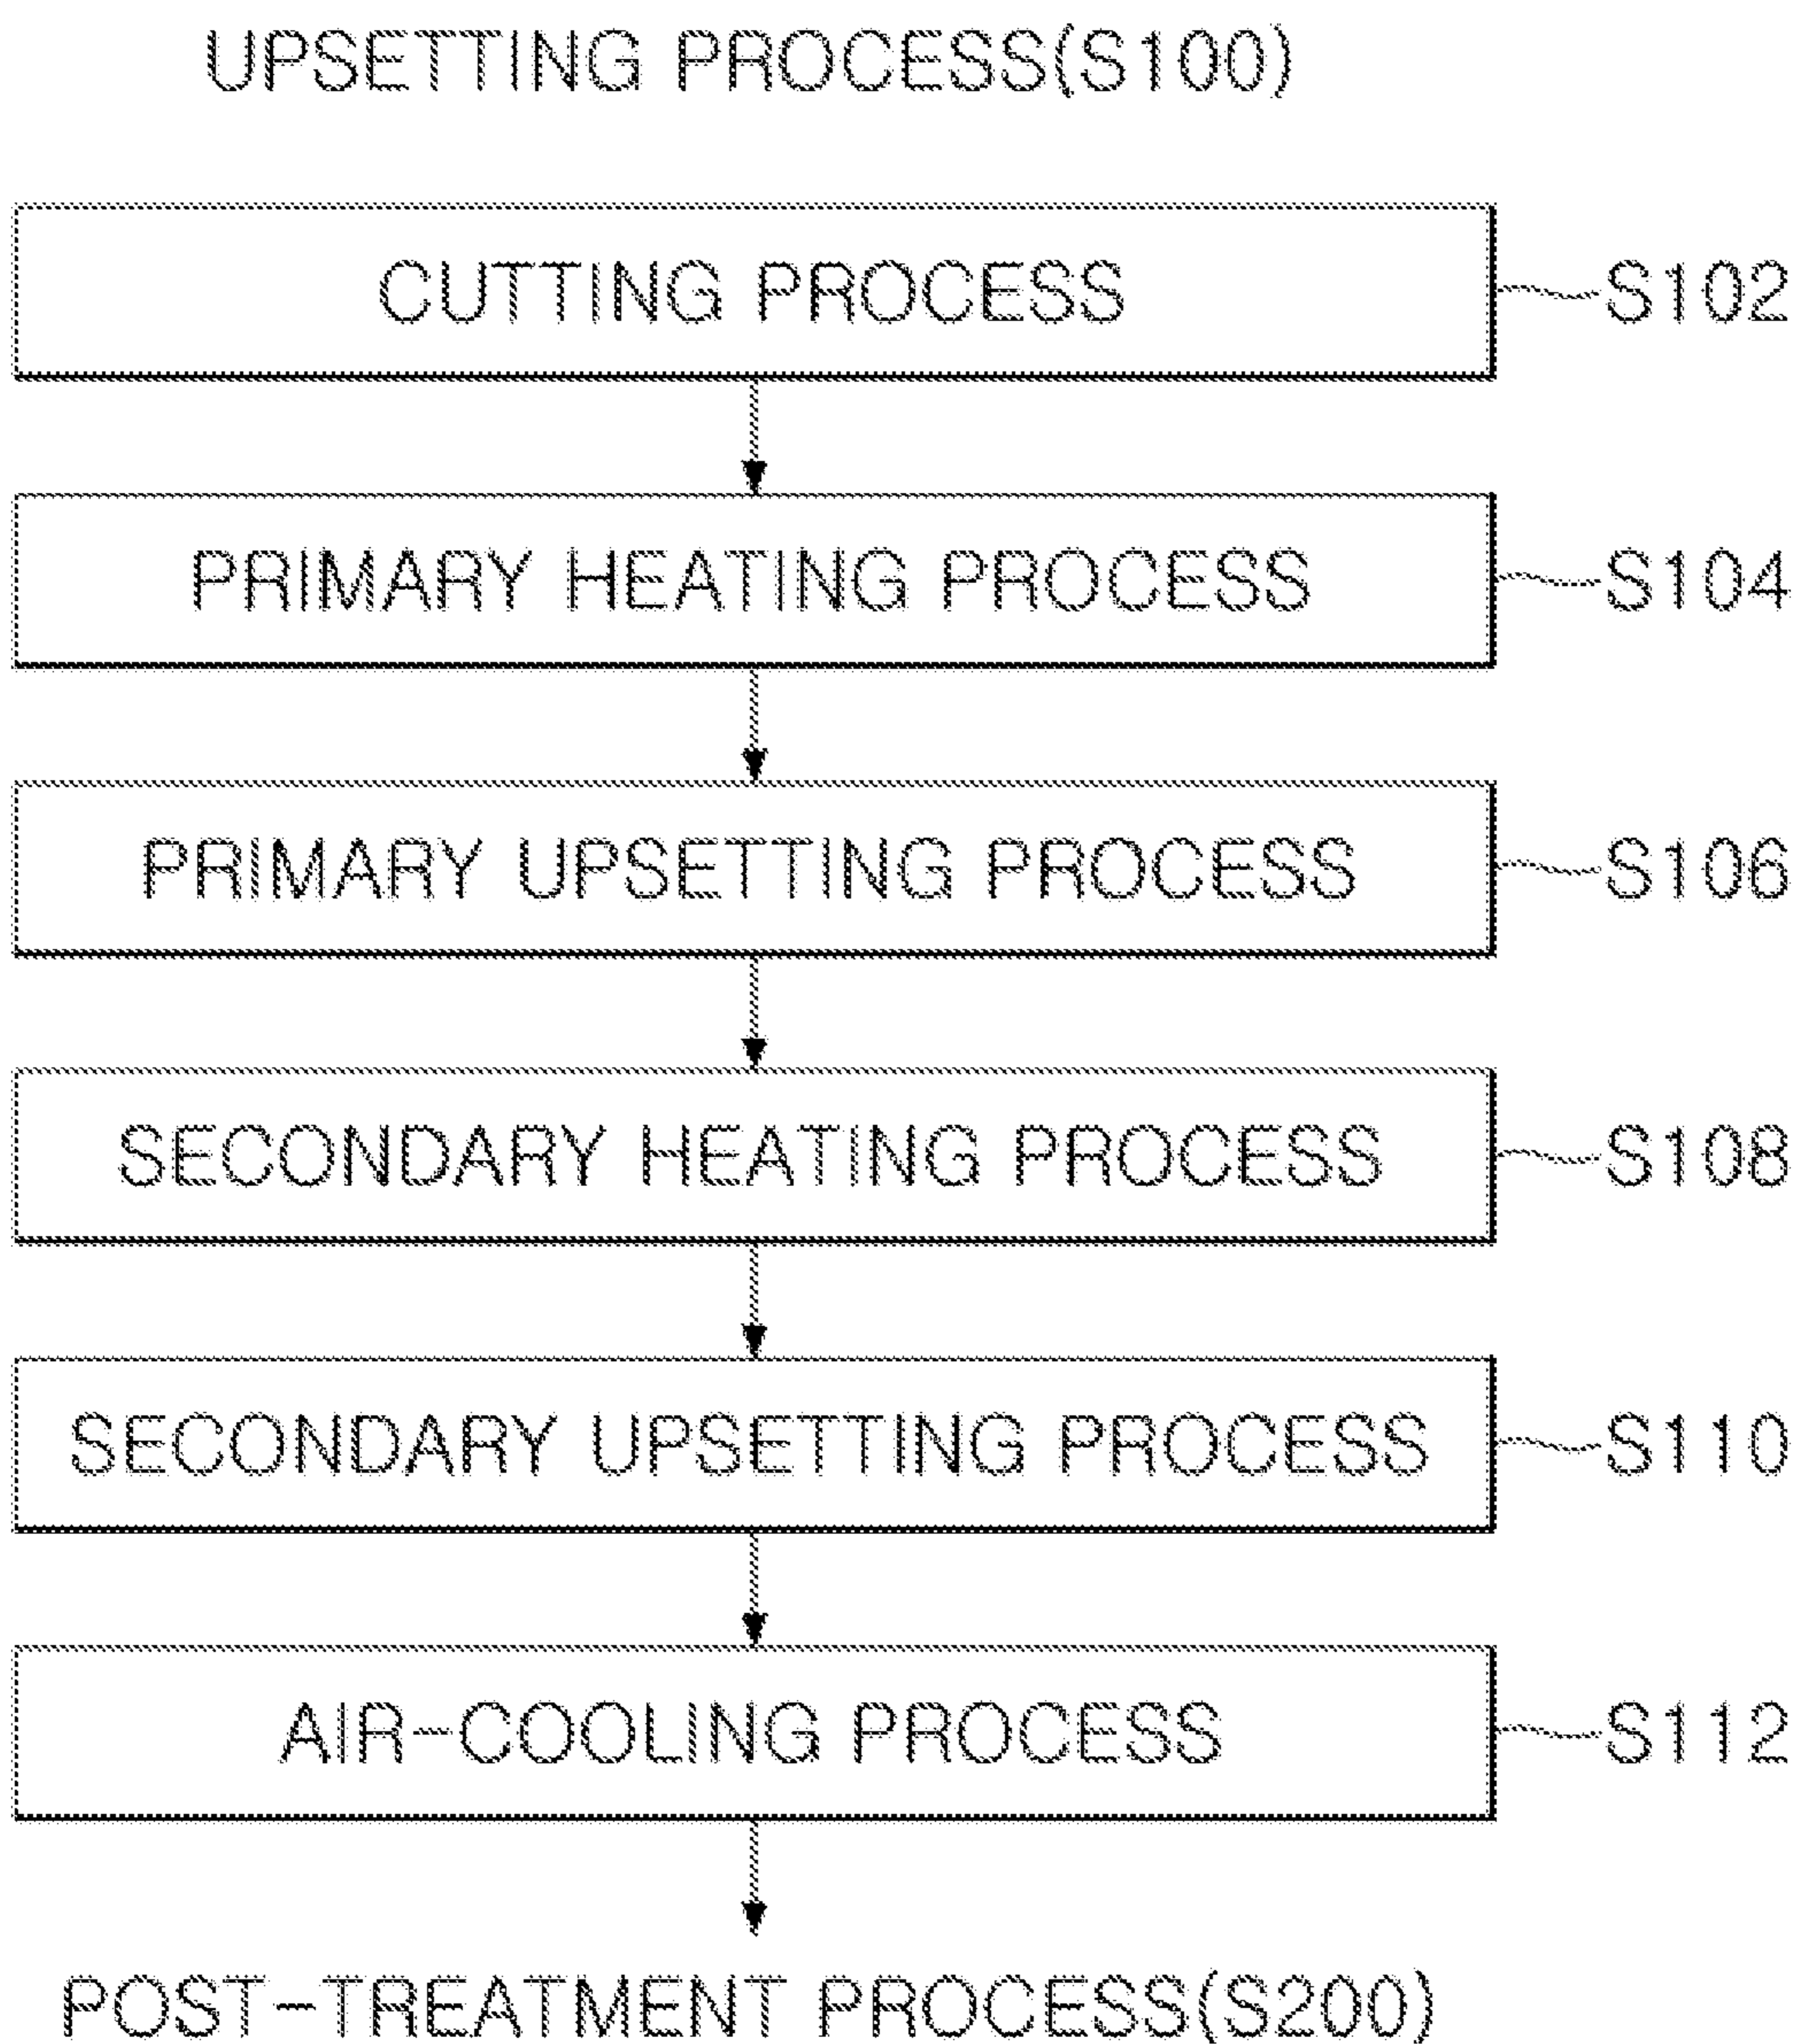 UPSETTING PROCESS(S100)
CUTTING PROCESS S102
PRIMARY HEATING PROCESS S104
PRIMARY UPSETTING PROCESS S106
SECONDARY HEATING PROCESS S108
SECONDARY UPSETTING PROCESS S110
AIR-COOLING PROCESS S112
POST-TREATMENT PROCESS(S200)